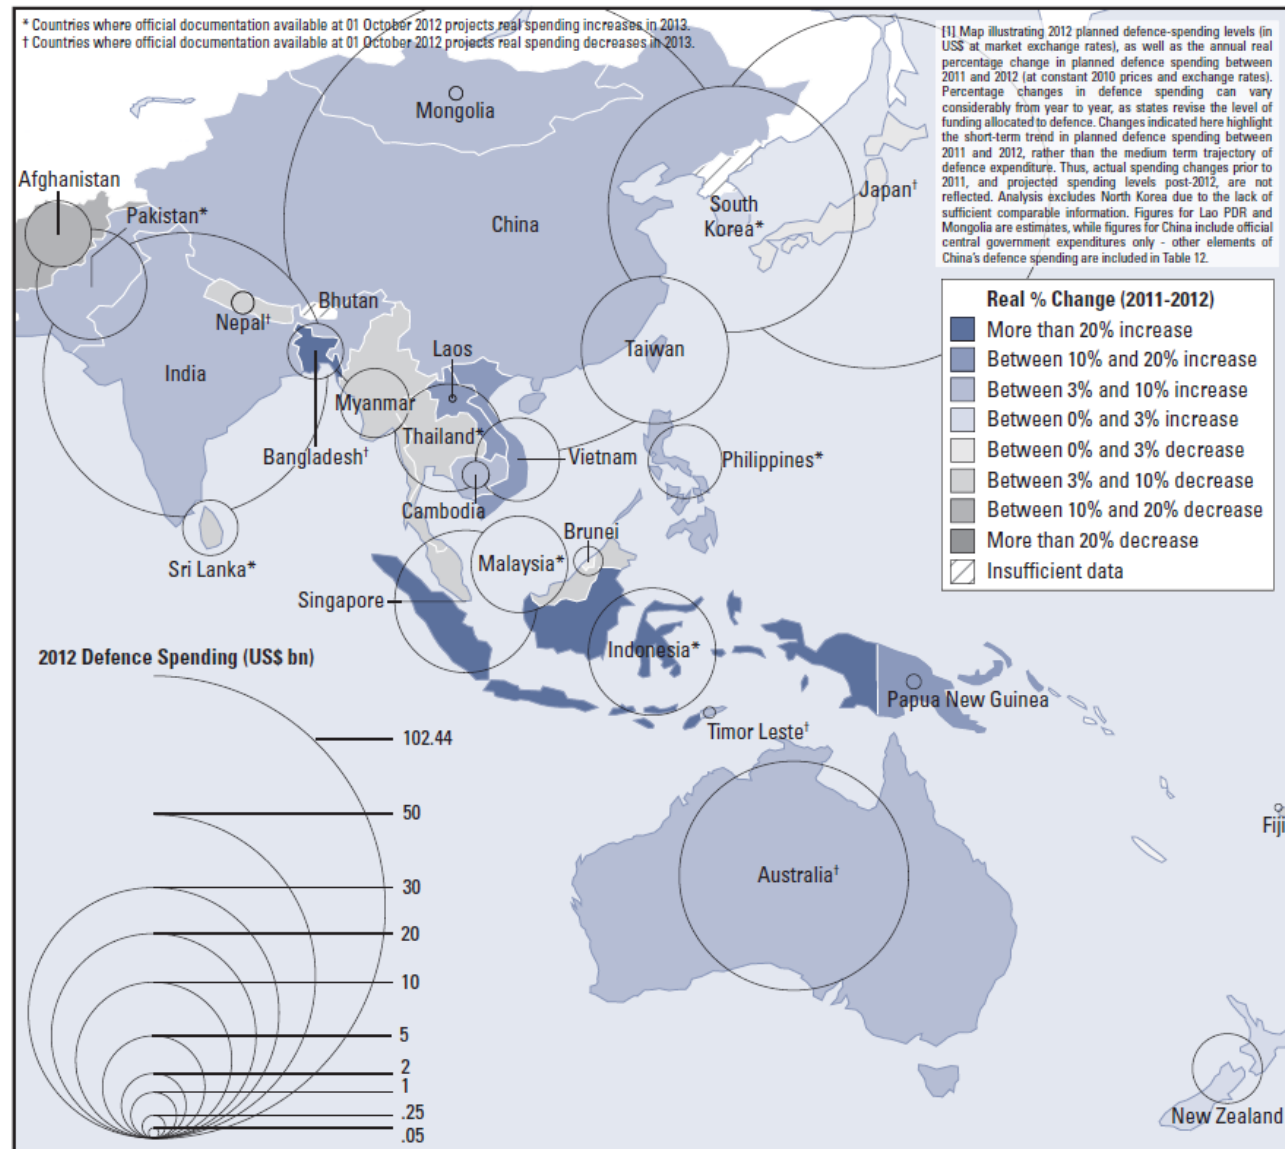 * Countries where official documentation available at 01 October 2012 projects real spending increases in 2013.
† Countries where official documentation available at 01 October 2012 projects real spending decreases in 2013.
[1] Map illustrating 2012 planned defence-spending levels (in
US$ at market exchange rates), as well as the annual real
percentage change in planned defence spending between
2011 and 2012 (at constant 2010 prices and exchange rates).
Percentage changes in defence spending can vary
considerably from year to year, as states revise the level of
funding allocated to defence. Changes indicated here highlight
the short-term trend in planned defence spending between
2011 and 2012, rather than the medium term trajectory of
defence expenditure. Thus, actual spending changes prior to
2011, and projected spending levels post-2012, are not
reflected. Analysis excludes North Korea due to the lack of
sufficient comparable information. Figures for Lao PDR and
Mongolia are estimates, while figures for China include official
central government expenditures only - other elements of
China's defence spending are included in Table 12.
Mongolia
Afghanistan
Pakistan*
China
South
Korea*
Japan†
Nepal†
Bhutan
India
Laos
Taiwan
Myanmar
Thailand*
Bangladesh†
Vietnam
Philippines*
Cambodia
Sri Lanka*
Malaysia*
Brunei
Singapore
Indonesia*
Papua New Guinea
Timor Leste†
Australia†
Fiji
New Zealand
Real % Change (2011-2012)
More than 20% increase
Between 10% and 20% increase
Between 3% and 10% increase
Between 0% and 3% increase
Between 0% and 3% decrease
Between 3% and 10% decrease
Between 10% and 20% decrease
More than 20% decrease
Insufficient data
2012 Defence Spending (US$ bn)
102.44
50
30
20
10
5
2
1
.25
.05